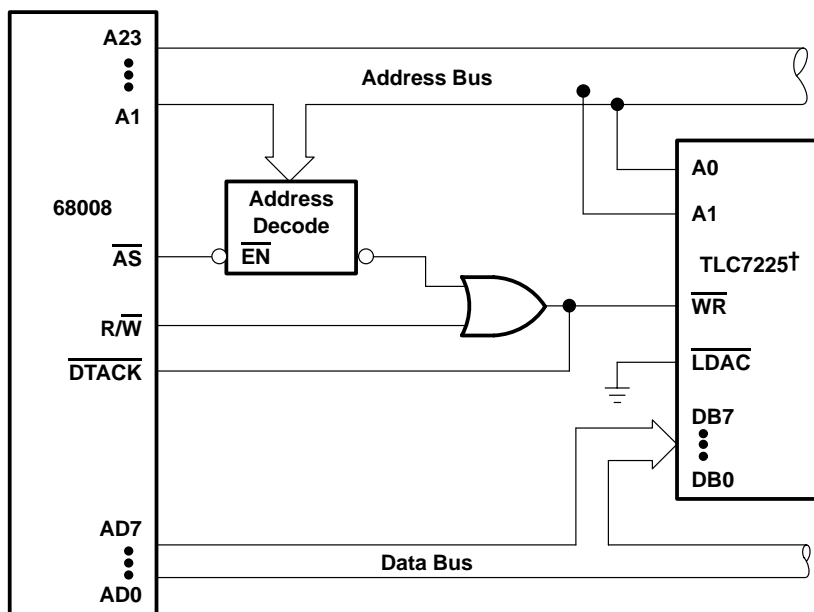 A23
Address Bus
A1
A0
Address
Decode
68008
A1
AS
EN
TLC7225†
R/W
WR
DTACK
LDAC
DB7
DB0
AD7
Data Bus
AD0